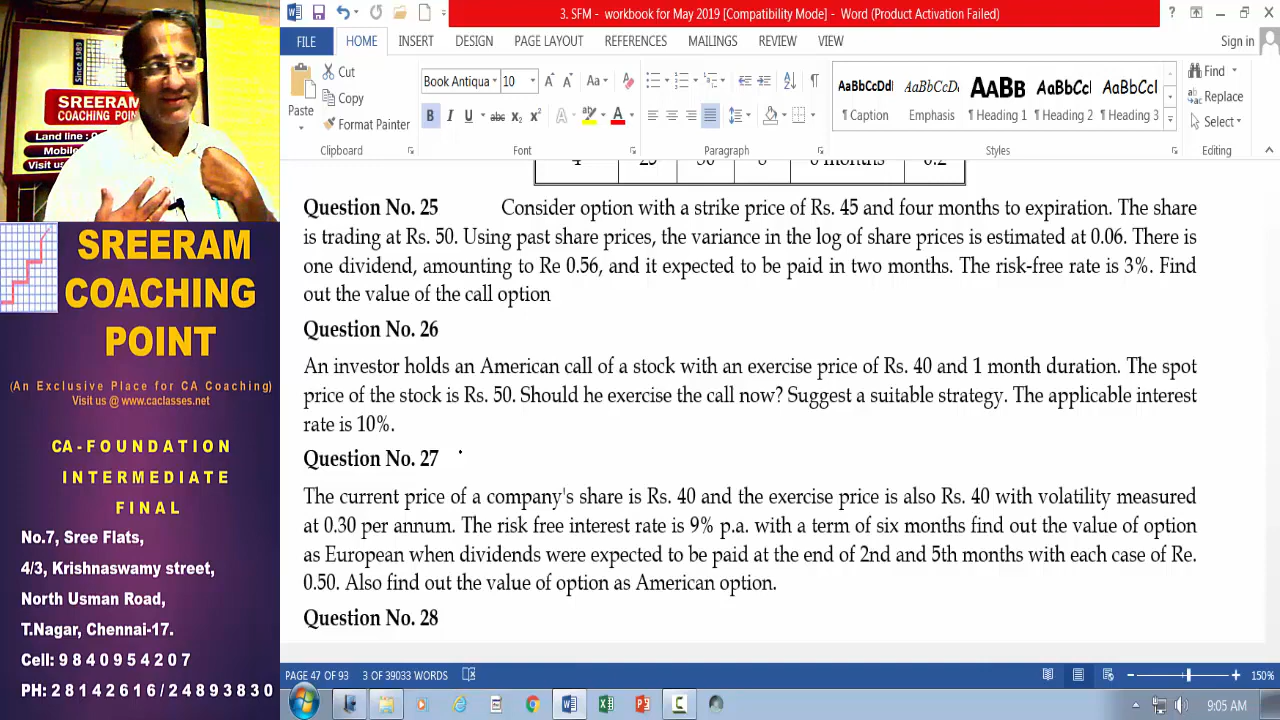 3. SFM - workbook for May 2019 [Compatibility Mode] - Word (Product Activation Failed)
FILE HOME INSERT DESIGN PAGE LAYOUT REFERENCES MAILINGS REVIEW VIEW Sign in
Cut
Copy
Format Painter
Paste
Book Antiqua 10
AaBbCcDdI AaBbCcDd. AaBb( AaBbCcl AaBbCcI
¶ Caption Emphasis ¶ Heading 1 ¶ Heading 2 ¶ Heading 3
Find
Replace
Select
Clipboard Font Paragraph Styles Editing
Since 1989
SREERAM
COACHING POINT
Land line :
Mobile
Visit us
SREERAM
COACHING
POINT
(An Exclusive Place for CA Coaching)
Visit us @ www.caclasses.net
CA-FOUNDATION
INTERMEDIATE
FINAL
No.7, Sree Flats,
4/3, Krishnaswamy street,
North Usman Road,
T.Nagar, Chennai-17.
Cell: 9840954207
PH: 28142616/24893830
Question No. 25 Consider option with a strike price of Rs. 45 and four months to expiration. The share
is trading at Rs. 50. Using past share prices, the variance in the log of share prices is estimated at 0.06. There is
one dividend, amounting to Re 0.56, and it expected to be paid in two months. The risk-free rate is 3%. Find
out the value of the call option
Question No. 26
An investor holds an American call of a stock with an exercise price of Rs. 40 and 1 month duration. The spot
price of the stock is Rs. 50. Should he exercise the call now? Suggest a suitable strategy. The applicable interest
rate is 10%.
Question No. 27
The current price of a company's share is Rs. 40 and the exercise price is also Rs. 40 with volatility measured
at 0.30 per annum. The risk free interest rate is 9% p.a. with a term of six months find out the value of option
as European when dividends were expected to be paid at the end of 2nd and 5th months with each case of Re.
0.50. Also find out the value of option as American option.
Question No. 28
PAGE 47 OF 93 3 OF 39033 WORDS 150%
9:05 AM